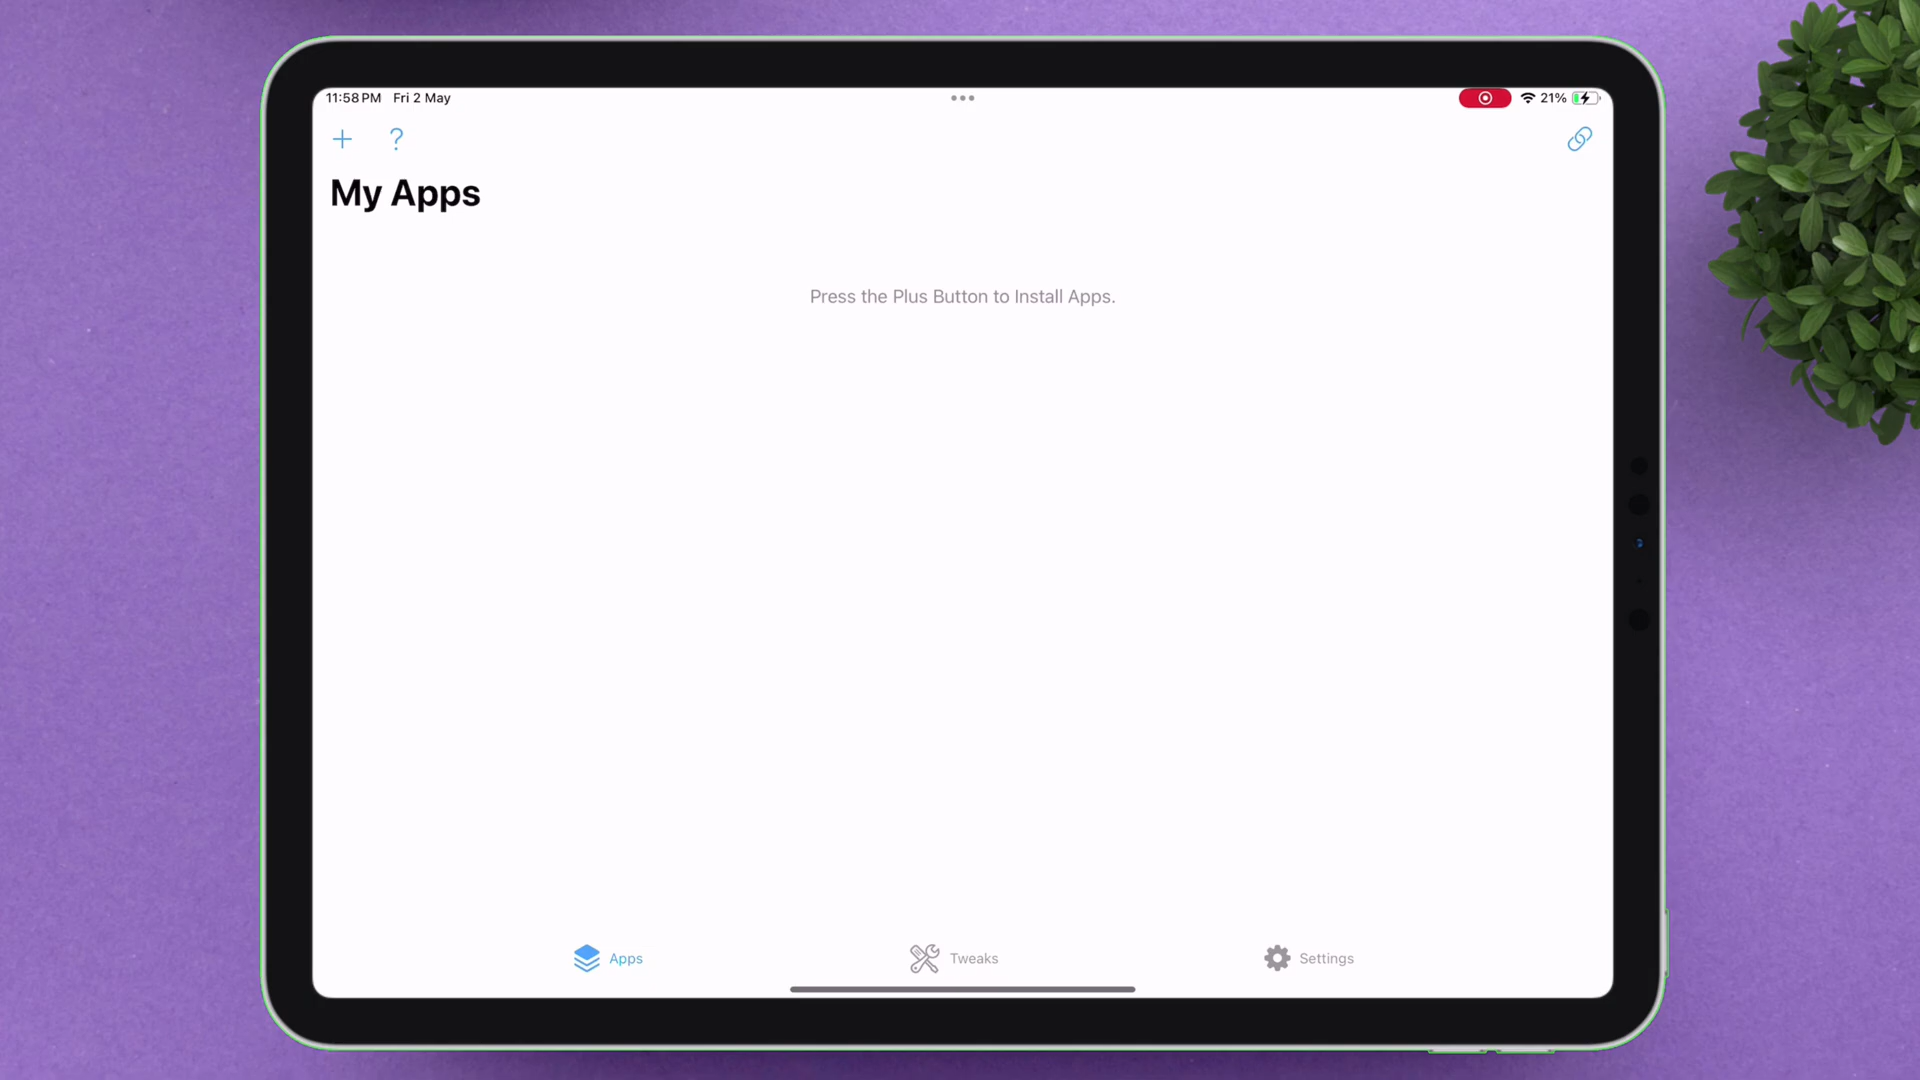 11:58 PM Fri 2 May
21%
My Apps
Press the Plus Button to Install Apps.
Apps
Tweaks
Settings